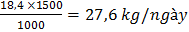 18,4 ×1500 / 1000 = 27,6 kg/ngày